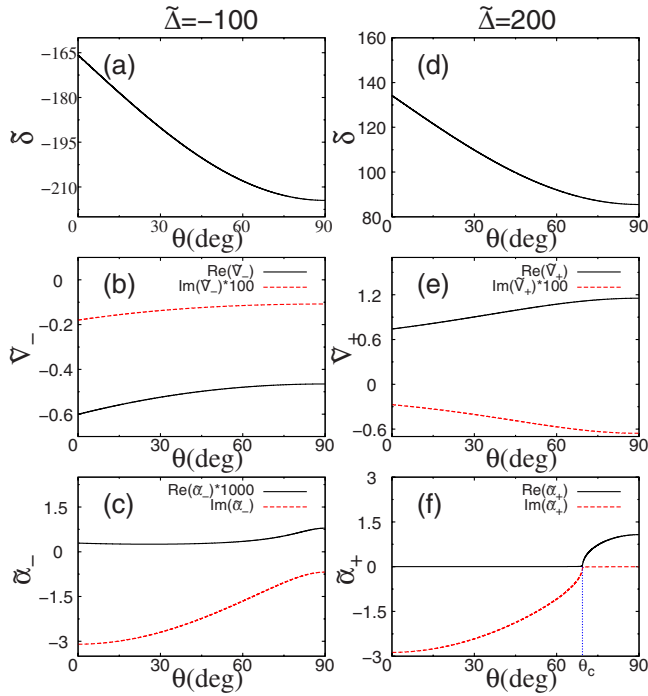 Δ̃=−100
(a)
δ̃
−165
−180
−195
−210
0 30 60 90
θ(deg)
Δ̃=200
(d)
δ̃
160
140
120
100
80
0 30 60 90
θ(deg)
(b)
Re(Ṽ₋)
Im(Ṽ₋)*100
Ṽ₋
0
−0.2
−0.4
−0.6
0 30 60 90
θ(deg)
(e)
Re(Ṽ₊)
Im(Ṽ₊)*100
Ṽ₊
1.2
0.6
0
−0.6
0 30 60 90
θ(deg)
(c)
Re(α̃₋)*1000
Im(α̃₋)
α̃₋
1.5
0
−1.5
−3
0 30 60 90
θ(deg)
(f)
Re(α̃₊)
Im(α̃₊)
α̃₊
3
1.5
0
−1.5
−3
0 30 60 θc 90
θ(deg)